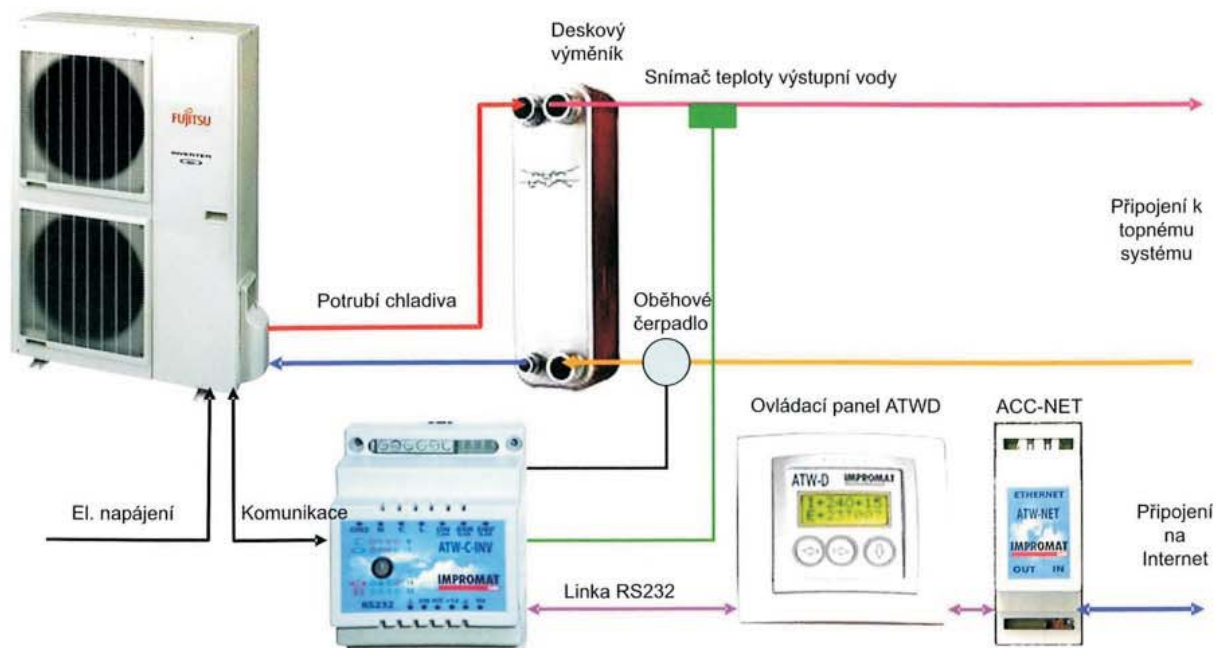 Deskový
výměník
Snímač teploty výstupní vody
FUJITSU
INVERTER
Připojení k
topnému
systému
Potrubí chladiva
Oběhové
čerpadlo
Ovládací panel ATWD
ACC-NET
ATW-D IMPROMAT
ETHERNET
ATW-NET
IMPROMAT
OUT IN
El. napájení
Komunikace
ATW-C-INV
IMPROMAT
RS232
Linka RS232
Připojení
na
Internet